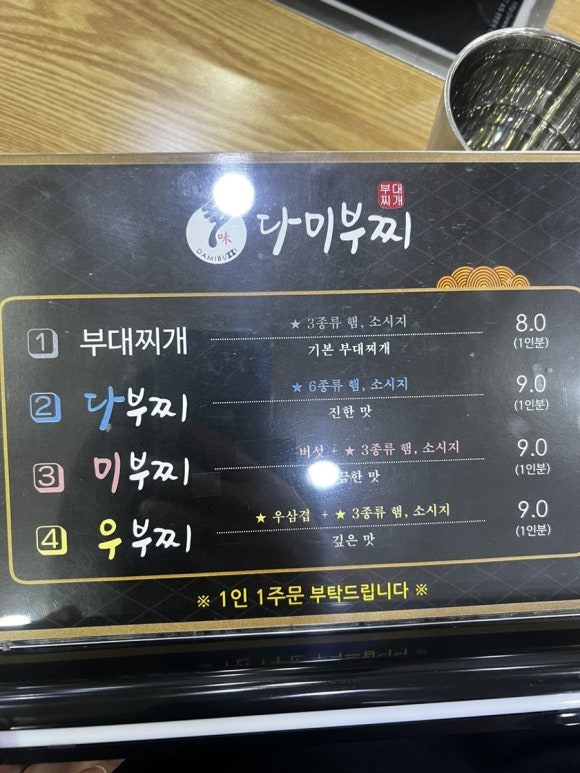 부대
찌개
味
DAMIBUZZI
다미부찌
1 부대찌개 ★ 3종류 햄, 소시지 8.0
기본 부대찌개 (1인분)
2 다부찌 ★ 6종류 햄, 소시지 9.0
진한 맛 (1인분)
3 미부찌 버섯 + ★ 3종류 햄, 소시지 9.0
맛 (1인분)
4 우부찌 ★ 우삼겹 + ★ 3종류 햄, 소시지 9.0
깊은 맛 (1인분)
※ 1인 1주문 부탁드립니다 ※